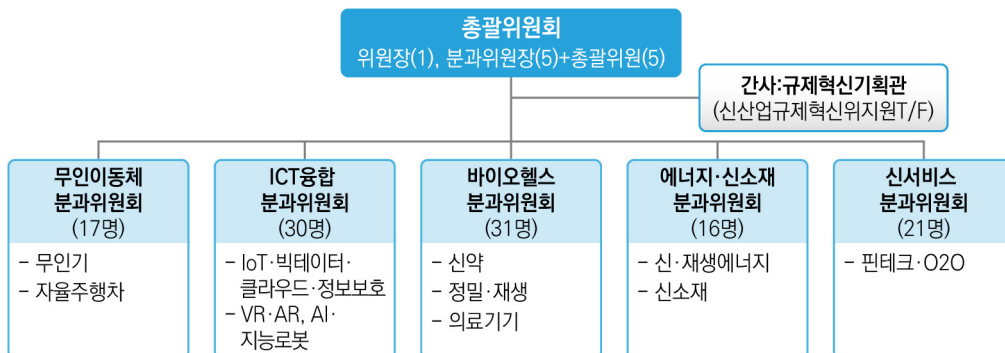 총괄위원회
위원장(1), 분과위원장(5)+총괄위원(5)
간사:규제혁신기획관
(신산업규제혁신위지원T/F)
무인이동체
분과위원회
(17명)
- 무인기
- 자율주행차
ICT융합
분과위원회
(30명)
- IoT·빅테이터·
클라우드·정보보호
- VR·AR, AI·
지능로봇
바이오헬스
분과위원회
(31명)
- 신약
- 정밀·재생
- 의료기기
에너지·신소재
분과위원회
(16명)
- 신·재생에너지
- 신소재
신서비스
분과위원회
(21명)
- 핀테크·O2O